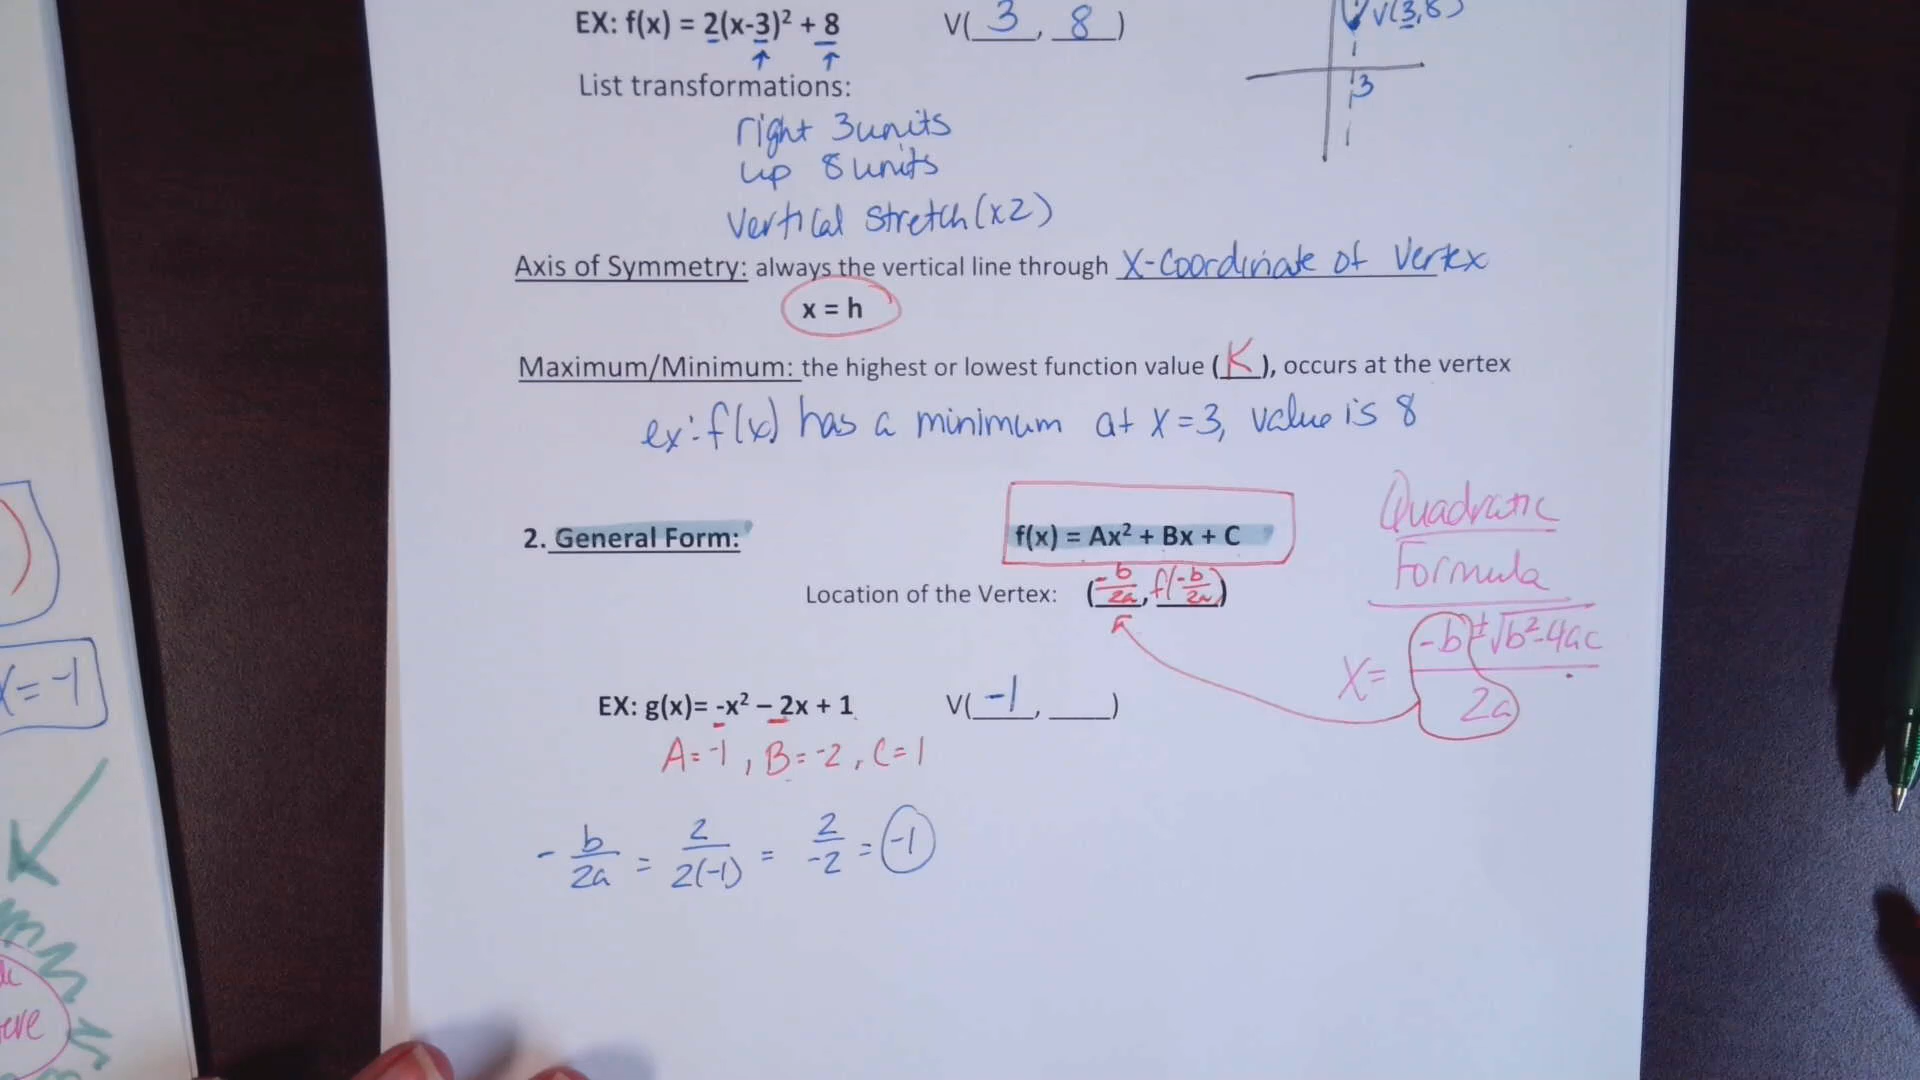 EX: f(x) = 2(x-3)² + 8
V( 3 , 8 )
V(3,8)
3
List transformations:
right 3 units
up 8 units
Vertical stretch (x2)
Axis of Symmetry: always the vertical line through X-Coordinate of Vertex
x = h
Maximum/Minimum: the highest or lowest function value ( K ), occurs at the vertex
ex: f(x) has a minimum at x = 3, value is 8
2. General Form:
f(x) = Ax² + Bx + C
Location of the Vertex: (-b/2a, f(-b/2a))
Quadratic
Formula
X= -b ± √b²-4ac / 2a
EX: g(x)= -x² – 2x + 1
V( -1 , ____)
A = -1 , B = -2 , C = 1
- b/2a = 2/2(-1) = 2/-2 = -1
x = -1